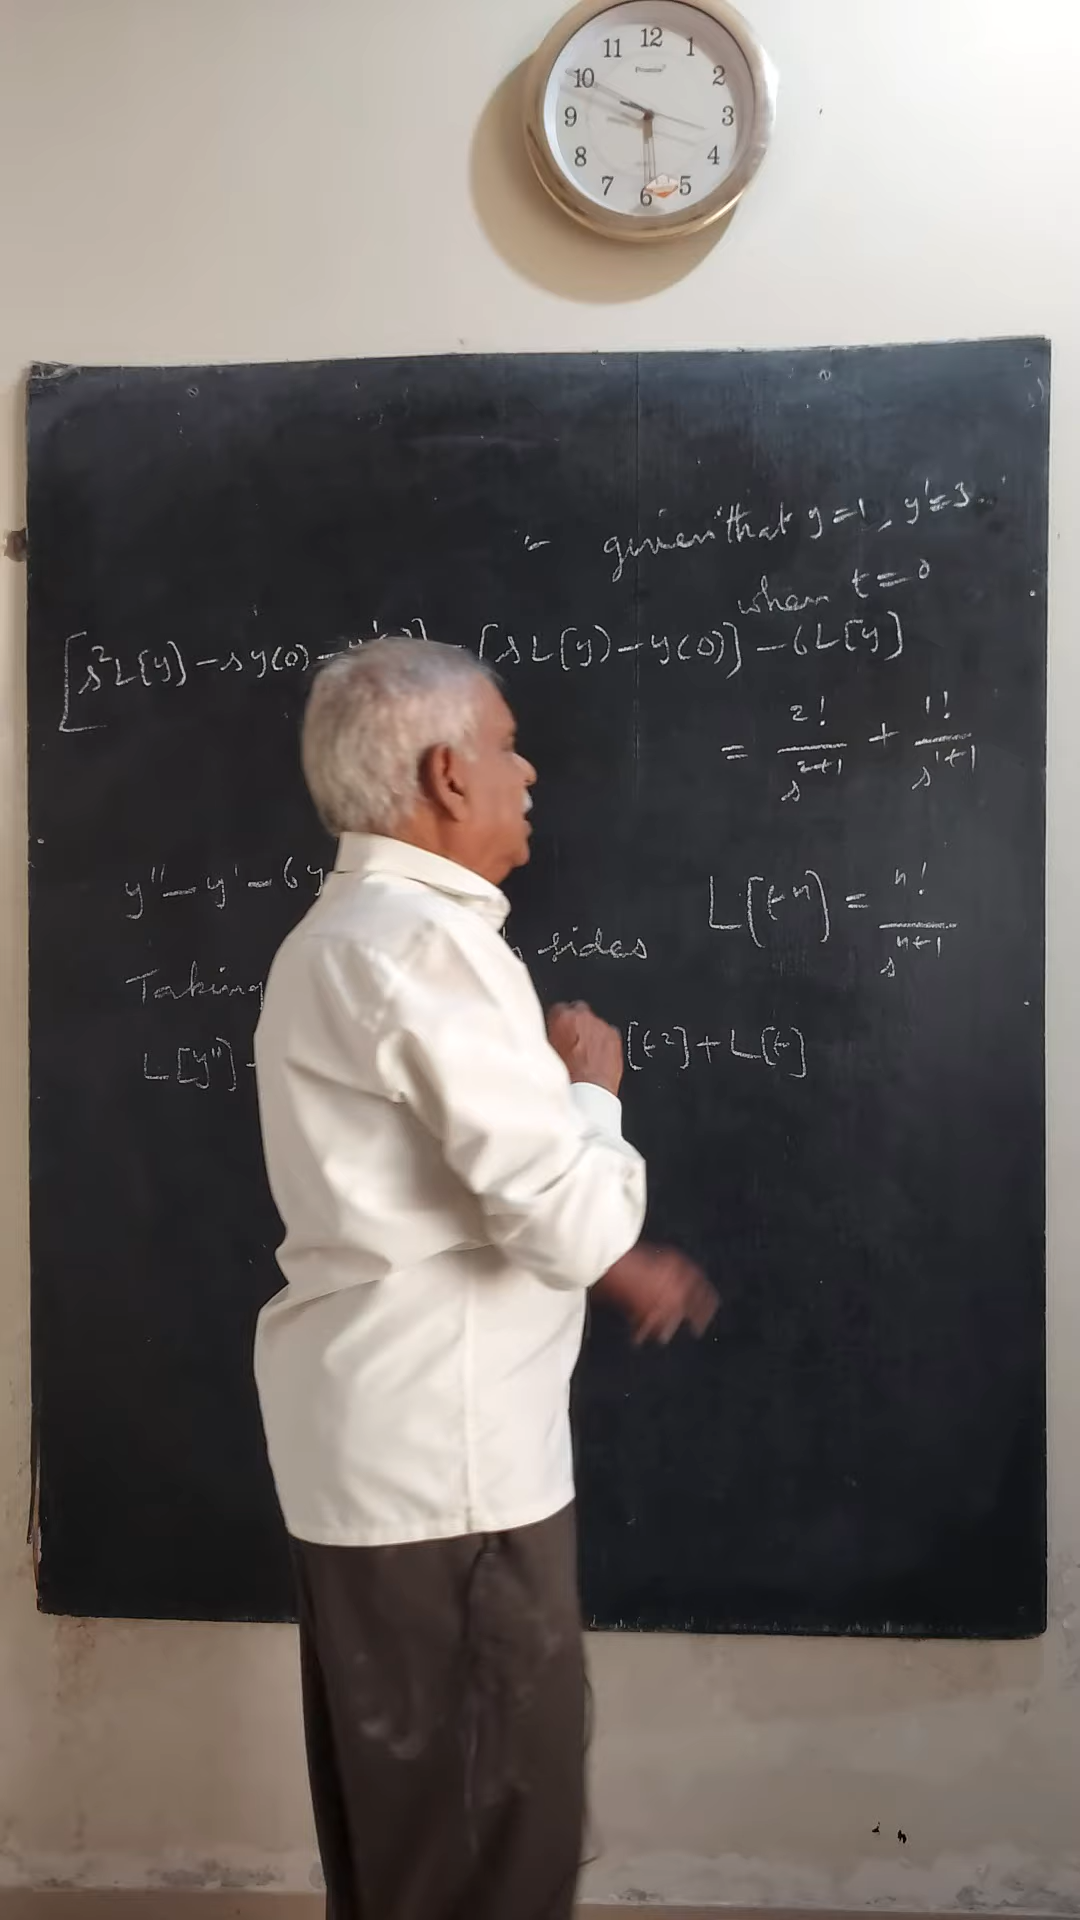 12
11 1
10 2
9 3
8 4
7 5
6
given that y=1, y'=3
when t=0
[s²L[y]-sy(0)- [sL[y]-y(0)]-6L[y]
= 2!/s²⁺¹ + 1!/s¹⁺¹
y''-y'-6y
L[tⁿ] = n!/sⁿ⁺¹
Taking sides
L[y'']- [t²]+L[t]